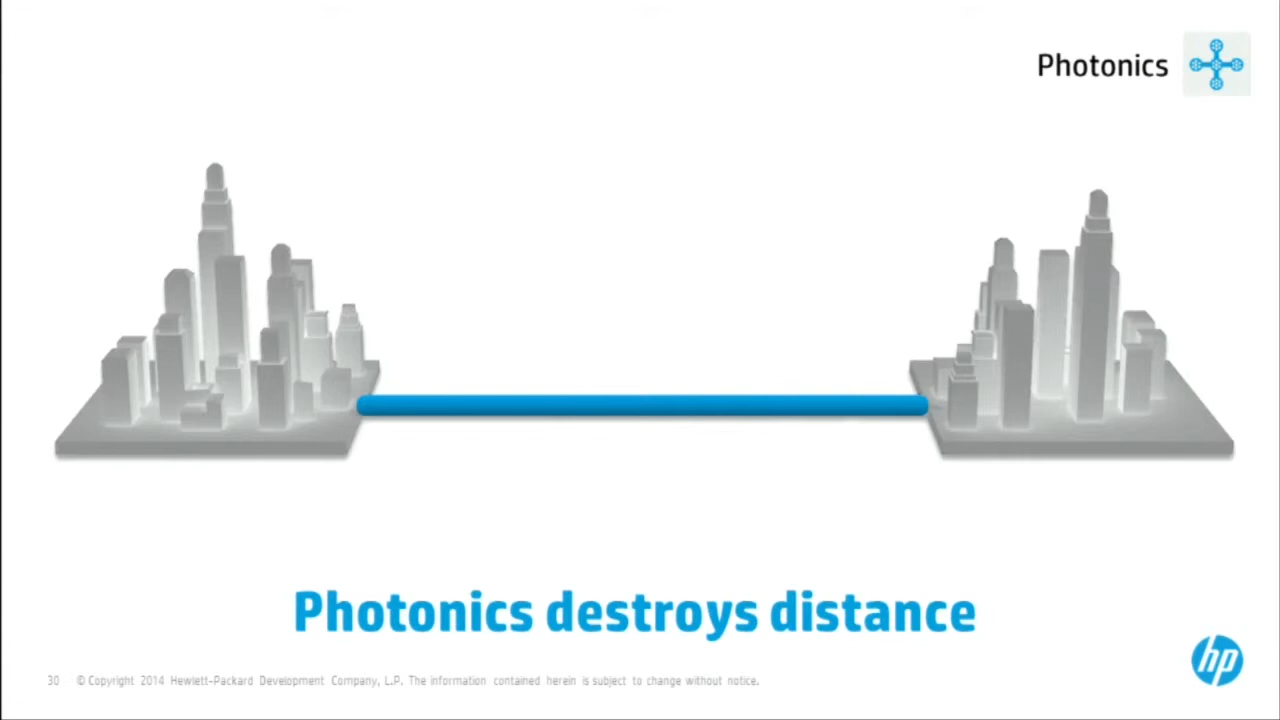 Photonics
Photonics destroys distance
hp
30 © Copyright 2014 Hewlett-Packard Development Company, L.P. The information contained herein is subject to change without notice.